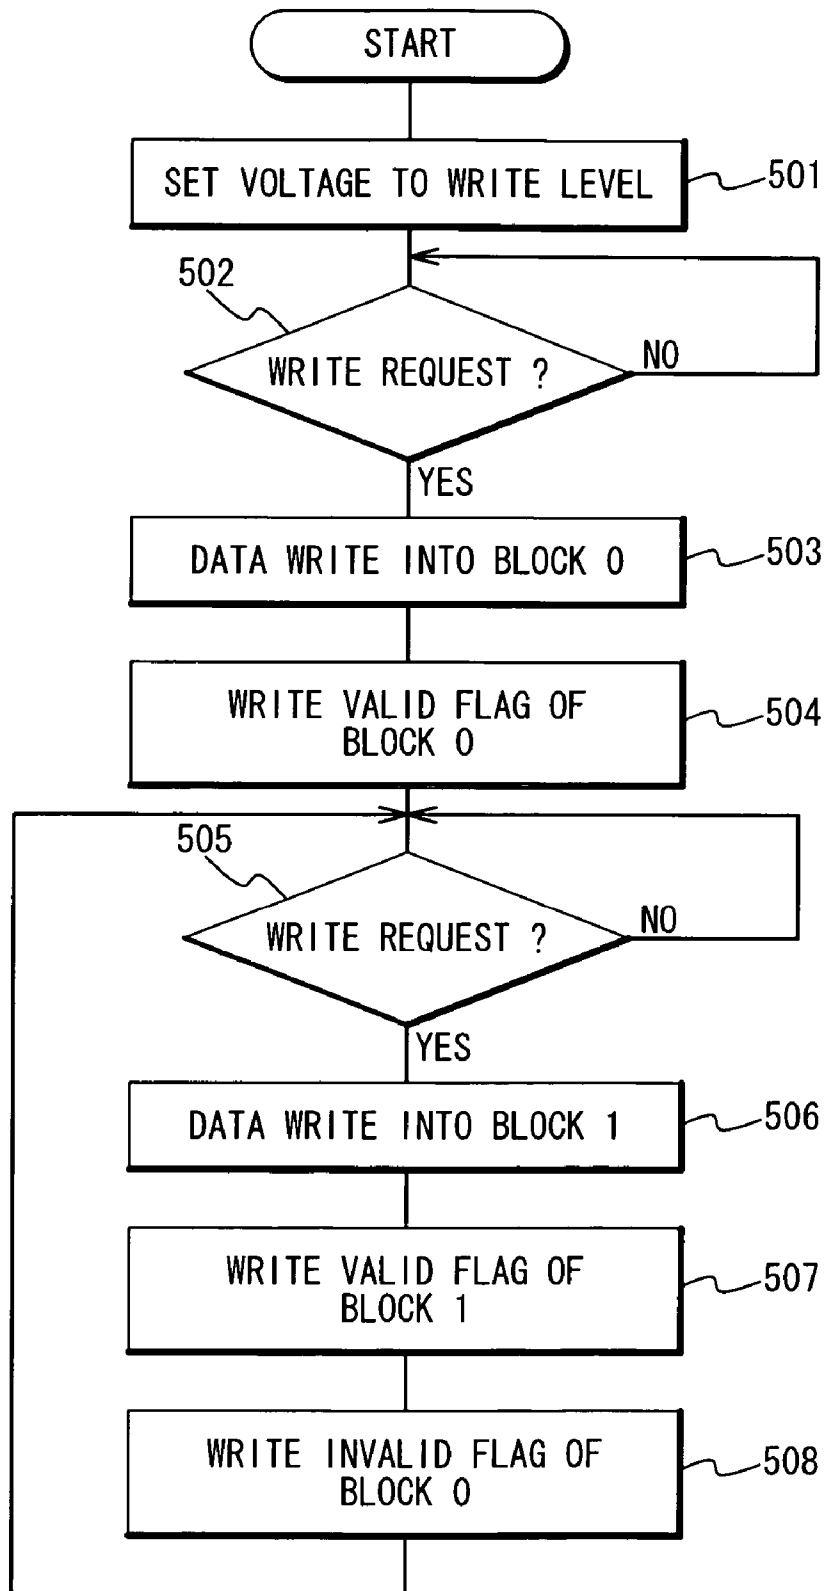 START
SET VOLTAGE TO WRITE LEVEL
501
502
WRITE REQUEST ?
NO
YES
DATA WRITE INTO BLOCK 0
503
WRITE VALID FLAG OF
BLOCK 0
504
505
WRITE REQUEST ?
NO
YES
DATA WRITE INTO BLOCK 1
506
WRITE VALID FLAG OF
BLOCK 1
507
WRITE INVALID FLAG OF
BLOCK 0
508